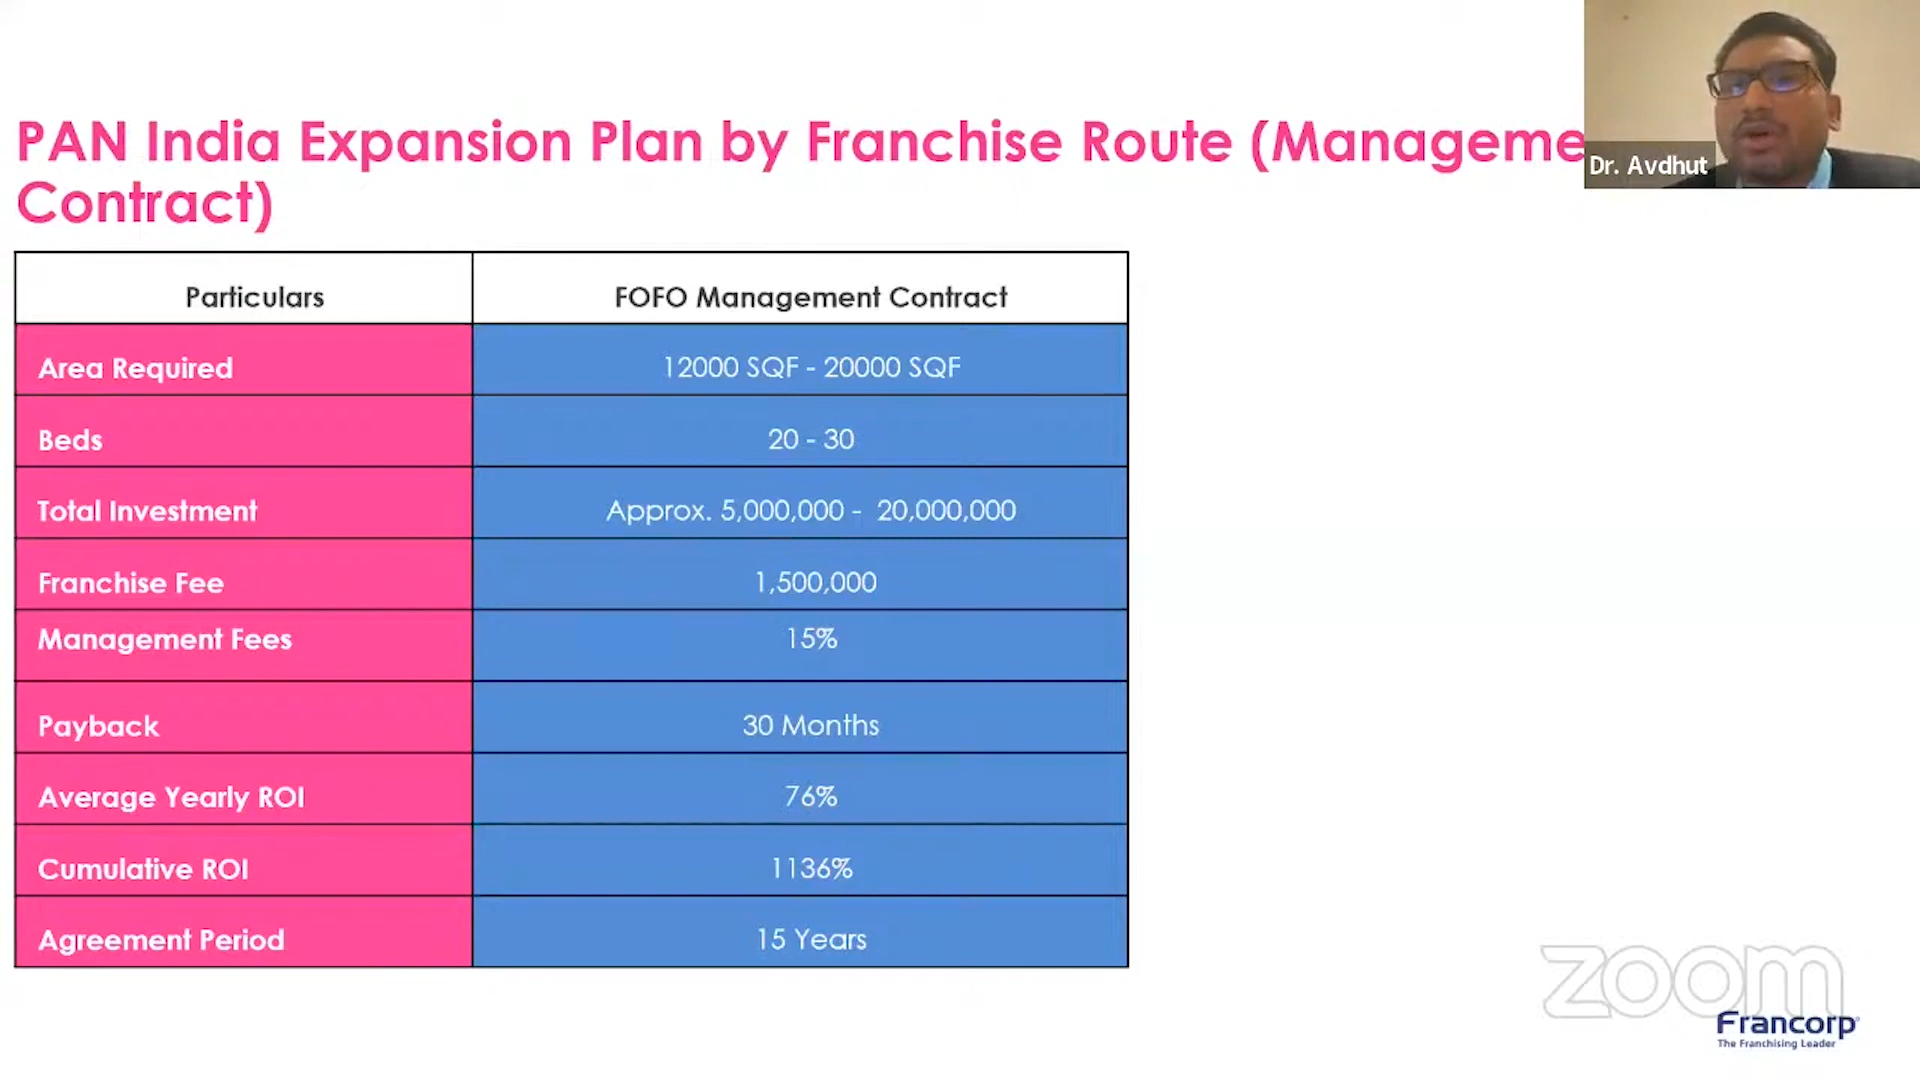 PAN India Expansion Plan by Franchise Route (Manageme
Contract)
Dr. Avdhut
Particulars
FOFO Management Contract
Area Required
12000 SQF - 20000 SQF
Beds
20 - 30
Total Investment
Approx. 5,000,000 - 20,000,000
Franchise Fee
1,500,000
Management Fees
15%
Payback
30 Months
Average Yearly ROI
76%
Cumulative ROI
1136%
Agreement Period
15 Years
zoom
Francorp
The Franchising Leader